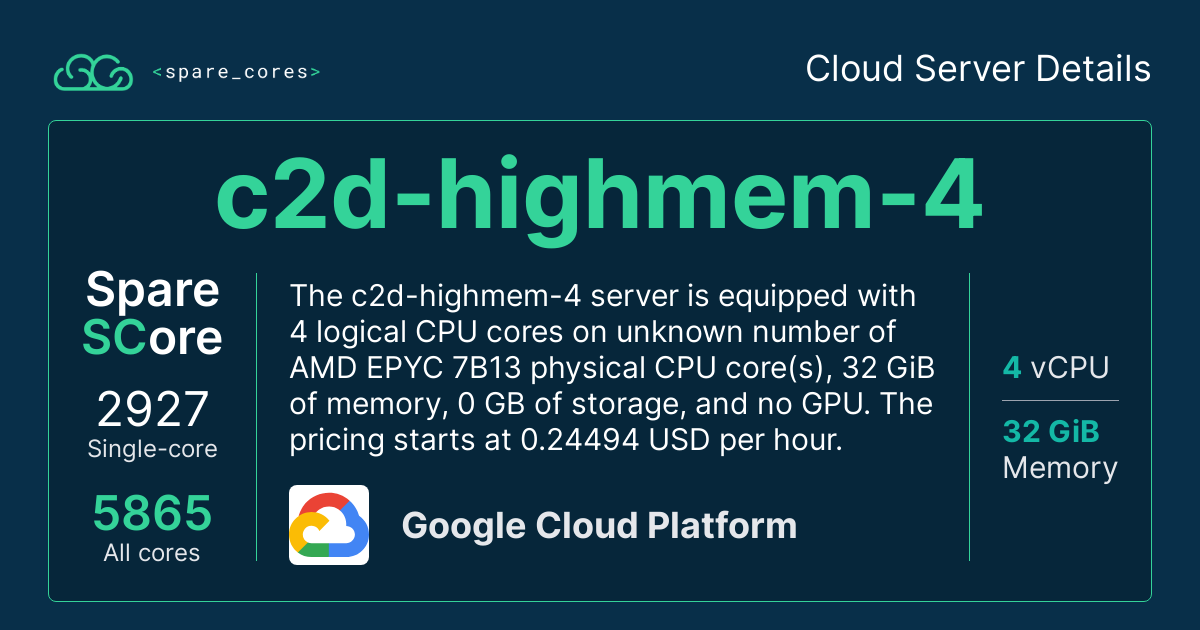 <spare_cores>
Cloud Server Details
c2d-highmem-4
Spare
SCore
2927
Single-core
5865
All cores
The c2d-highmem-4 server is equipped with
4 logical CPU cores on unknown number of
AMD EPYC 7B13 physical CPU core(s), 32 GiB
of memory, 0 GB of storage, and no GPU. The
pricing starts at 0.24494 USD per hour.
Google Cloud Platform
4 vCPU
32 GiB
Memory